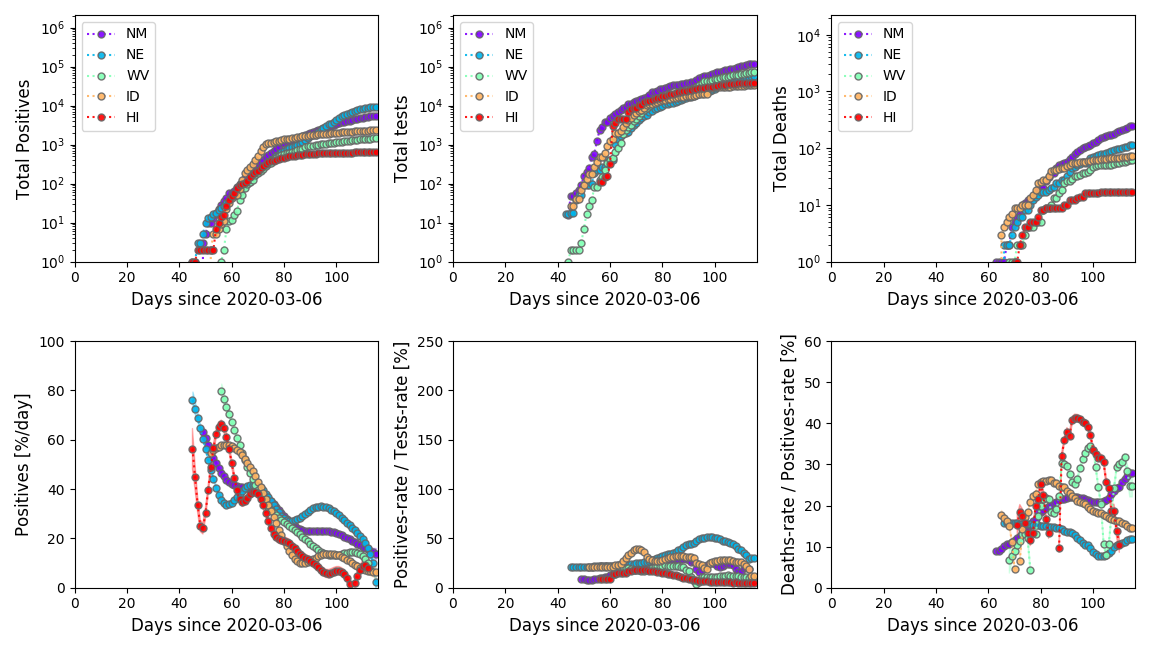 Total Positives
10^6
10^5
10^4
10^3
10^2
10^1
10^0
NM
NE
WV
ID
HI
0 20 40 60 80 100
Days since 2020-03-06
Total tests
10^6
10^5
10^4
10^3
10^2
10^1
10^0
NM
NE
WV
ID
HI
0 20 40 60 80 100
Days since 2020-03-06
Total Deaths
10^4
10^3
10^2
10^1
10^0
NM
NE
WV
ID
HI
0 20 40 60 80 100
Days since 2020-03-06
Positives [%/day]
100
80
60
40
20
0
0 20 40 60 80 100
Days since 2020-03-06
Positives-rate / Tests-rate [%]
250
200
150
100
50
0
0 20 40 60 80 100
Days since 2020-03-06
Deaths-rate / Positives-rate [%]
60
50
40
30
20
10
0
0 20 40 60 80 100
Days since 2020-03-06